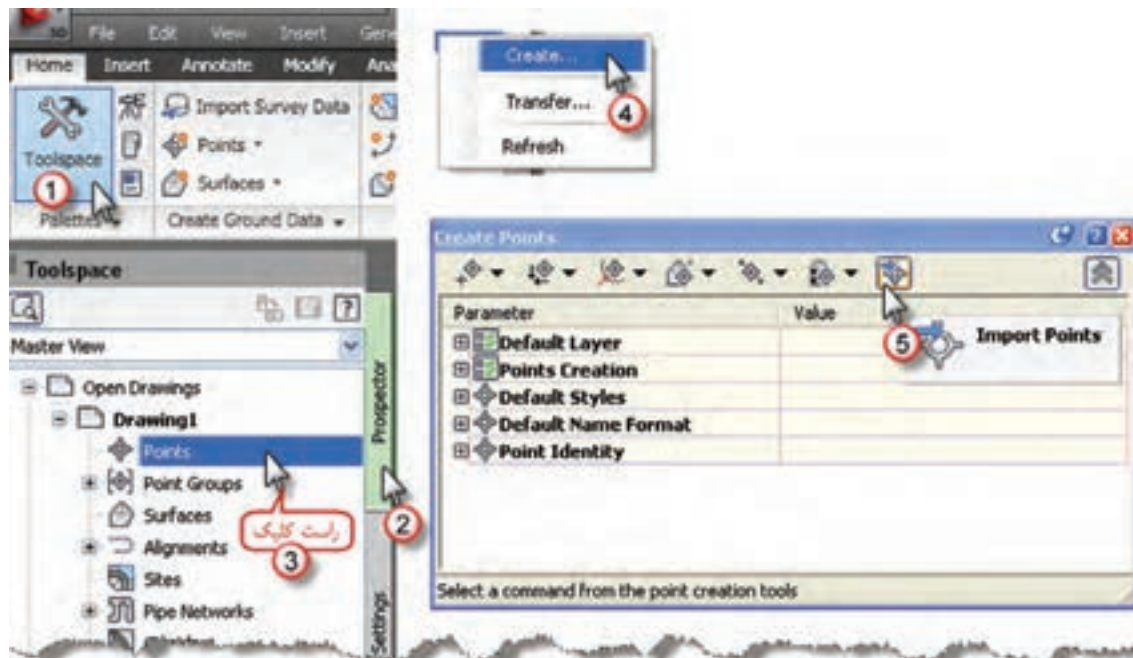 File Edit View Insert
Home Insert Annotate Modify
Toolspace
1
Import Survey Data
Points
Surfaces
Palettes
Create Ground Data
Toolspace
Master View
Open Drawings
Drawing1
Points
Point Groups
Surfaces
Alignments
Sites
Pipe Networks
راست کلیک
3
Prospector
2
Settings
Create...
Transfer...
4
Refresh
Create Points
Parameter Value
Default Layer
Points Creation
Default Styles
Default Name Format
Point Identity
5
Import Points
Select a command from the point creation tools